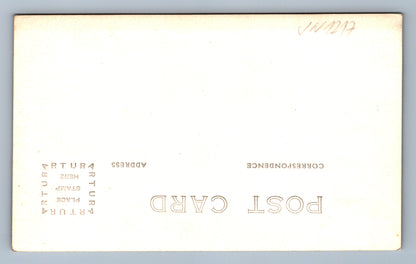 POST CARD
CORRESPONDENCE
ADDRESS
ARTURA
PLACE
STAMP
HERE
ARTURA
ARTURA
ARTURA